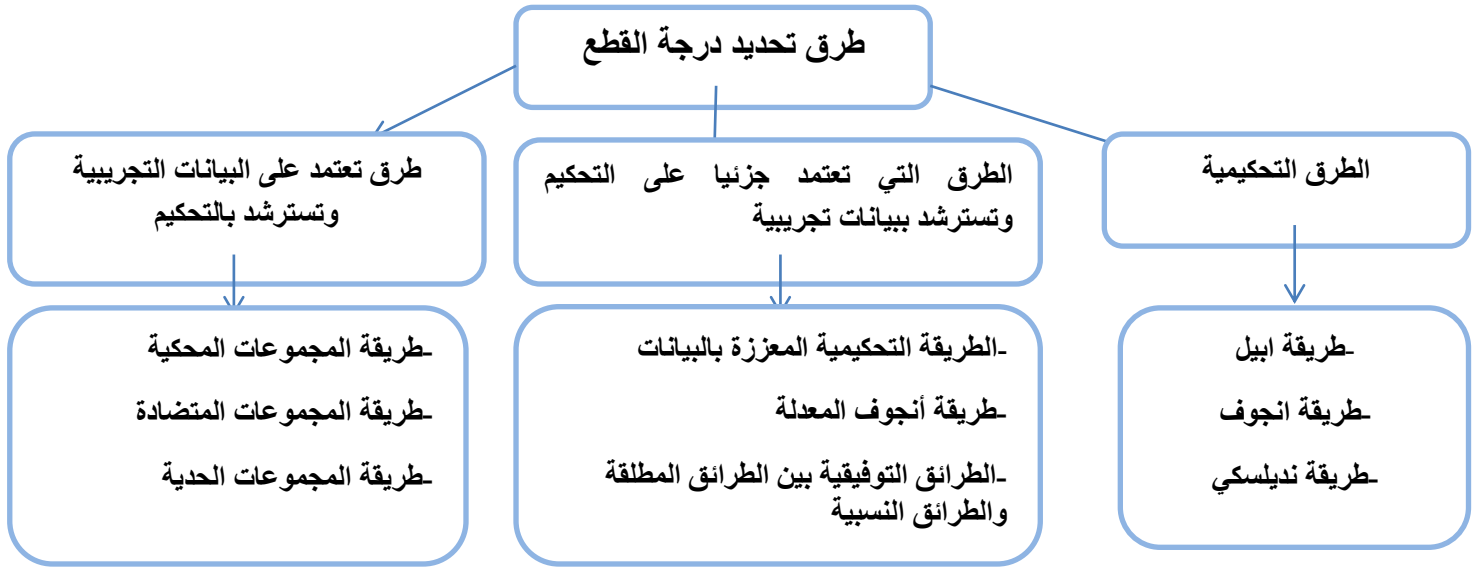 طرق تحديد درجة القطع
الطرق التحكيمية
الطرق التي تعتمد جزئيا على التحكيم
وتسترشد ببيانات تجريبية
طرق تعتمد على البيانات التجريبية
وتسترشد بالتحكيم
-طريقة ابيل
-طريقة انجوف
-طريقة نديلسكي
-الطريقة التحكيمية المعززة بالبيانات
-طريقة أنجوف المعدلة
-الطرائق التوفيقية بين الطرائق المطلقة
والطرائق النسبية
-طريقة المجموعات المحكية
-طريقة المجموعات المتضادة
-طريقة المجموعات الحدية